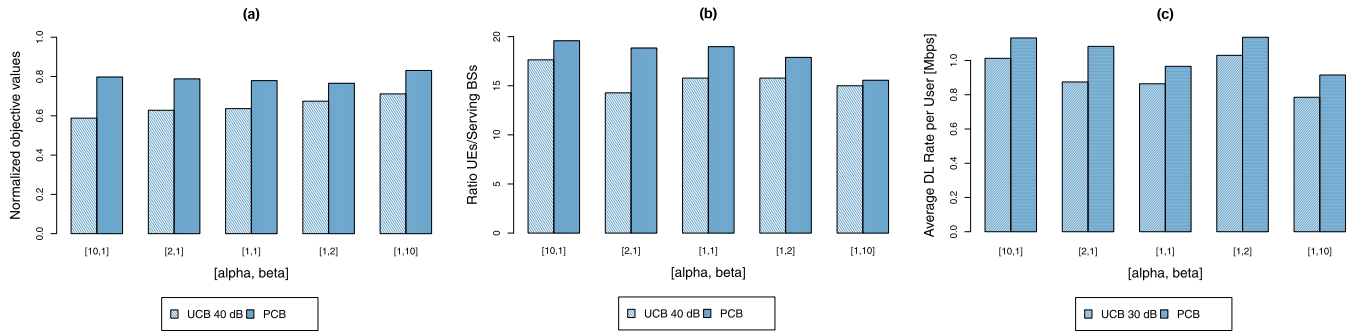 (a)
Normalized objective values
1.0
0.8
0.6
0.4
0.2
0.0
[10,1] [2,1] [1,1] [1,2] [1,10]
[alpha, beta]
UCB 40 dB PCB
(b)
Ratio UEs/Serving BSs
20
15
10
5
0
[10,1] [2,1] [1,1] [1,2] [1,10]
[alpha, beta]
UCB 40 dB PCB
(c)
Average DL Rate per User [Mbps]
1.0
0.8
0.6
0.4
0.2
0.0
[10,1] [2,1] [1,1] [1,2] [1,10]
[alpha, beta]
UCB 30 dB PCB